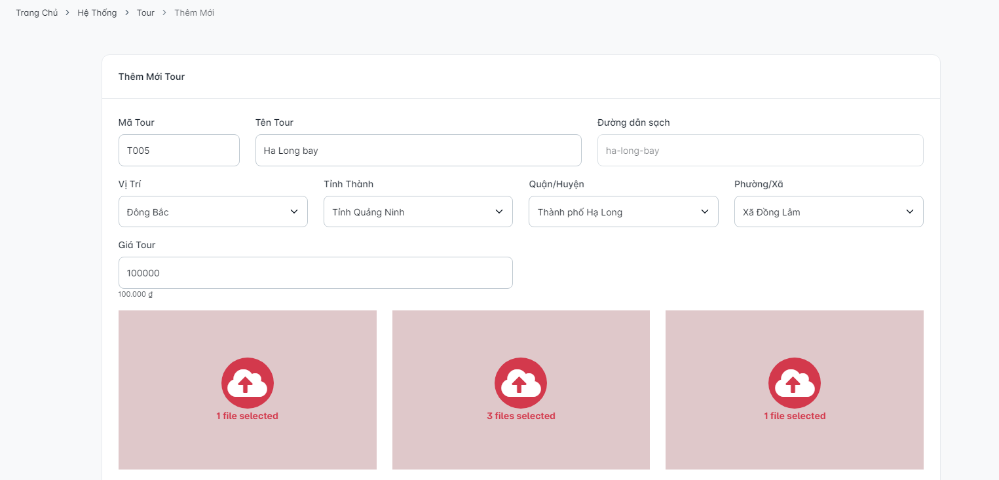 Trang Chủ > Hệ Thống > Tour > Thêm Mới
Thêm Mới Tour
Mã Tour
Tên Tour
Đường dẫn sạch
T005
Ha Long bay
ha-long-bay
Vị Trí
Tỉnh Thành
Quận/Huyện
Phường/Xã
Đông Bắc
Tỉnh Quảng Ninh
Thành phố Hạ Long
Xã Đồng Lâm
Giá Tour
100000
100.000 ₫
1 file selected
3 files selected
1 file selected